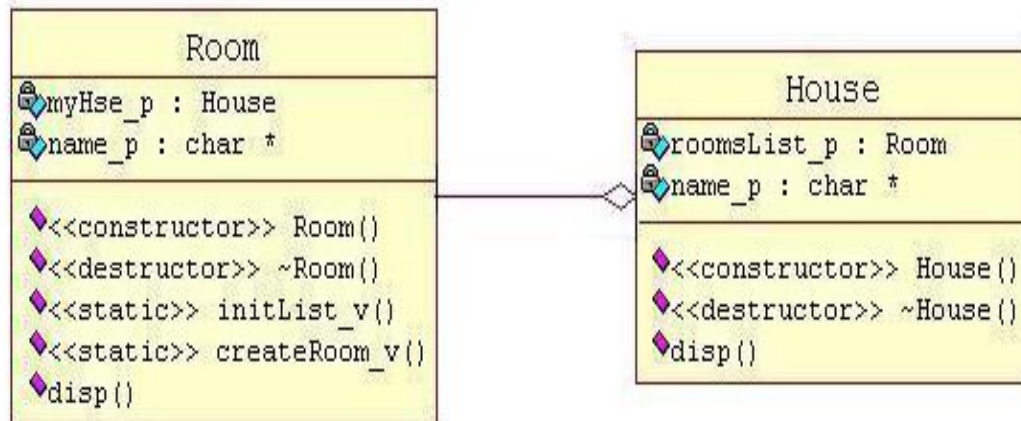 Room
myHse_p : House
name_p : char *
<<constructor>> Room()
<<destructor>> ~Room()
<<static>> initList_v()
<<static>> createRoom_v()
disp()
House
roomsList_p : Room
name_p : char *
<<constructor>> House()
<<destructor>> ~House()
disp()